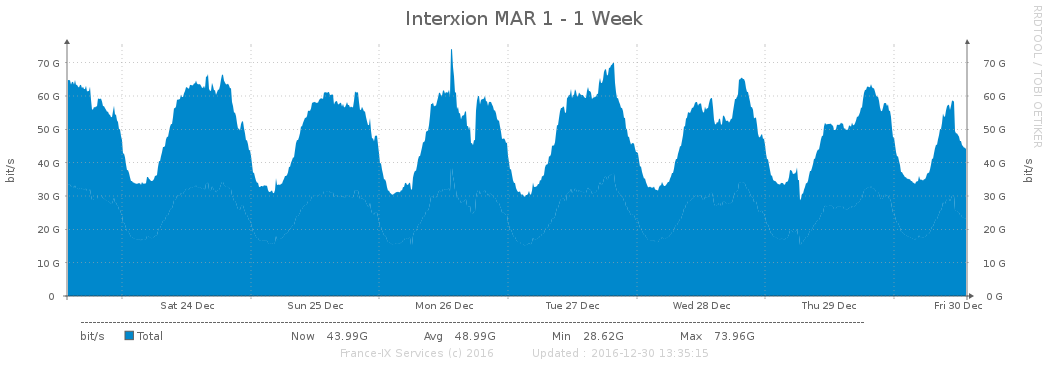 Interxion MAR 1 - 1 Week
RRDTOOL / TOBI OETIKER
bit/s
70 G
60 G
50 G
40 G
30 G
20 G
10 G
0
70 G
60 G
50 G
40 G
30 G
20 G
10 G
0 G
bit/s
Sat 24 Dec Sun 25 Dec Mon 26 Dec Tue 27 Dec Wed 28 Dec Thu 29 Dec Fri 30 Dec
bit/s Total Now 43.99G Avg 48.99G Min 28.62G Max 73.96G
France-IX Services (c) 2016 Updated : 2016-12-30 13:35:15